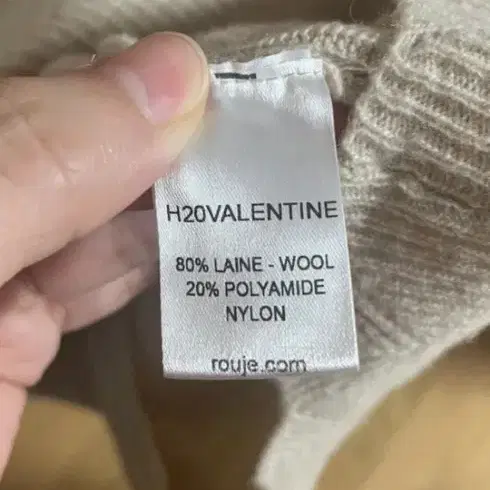 H20VALENTINE
80% LAINE - WOOL
20% POLYAMIDE
NYLON
rouje.com